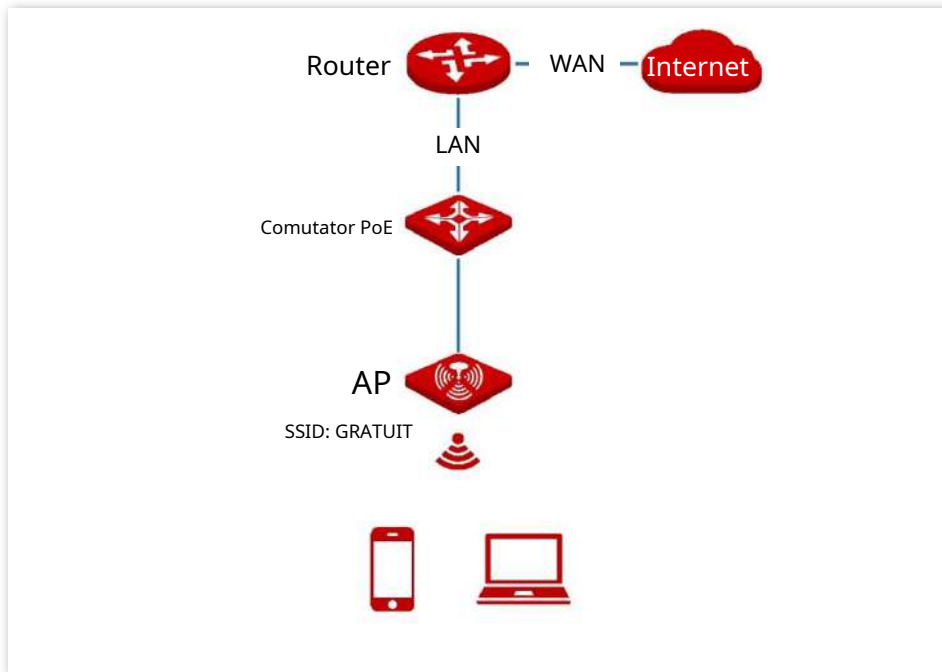 Router
WAN
Internet
LAN
Comutator PoE
AP
SSID: GRATUIT